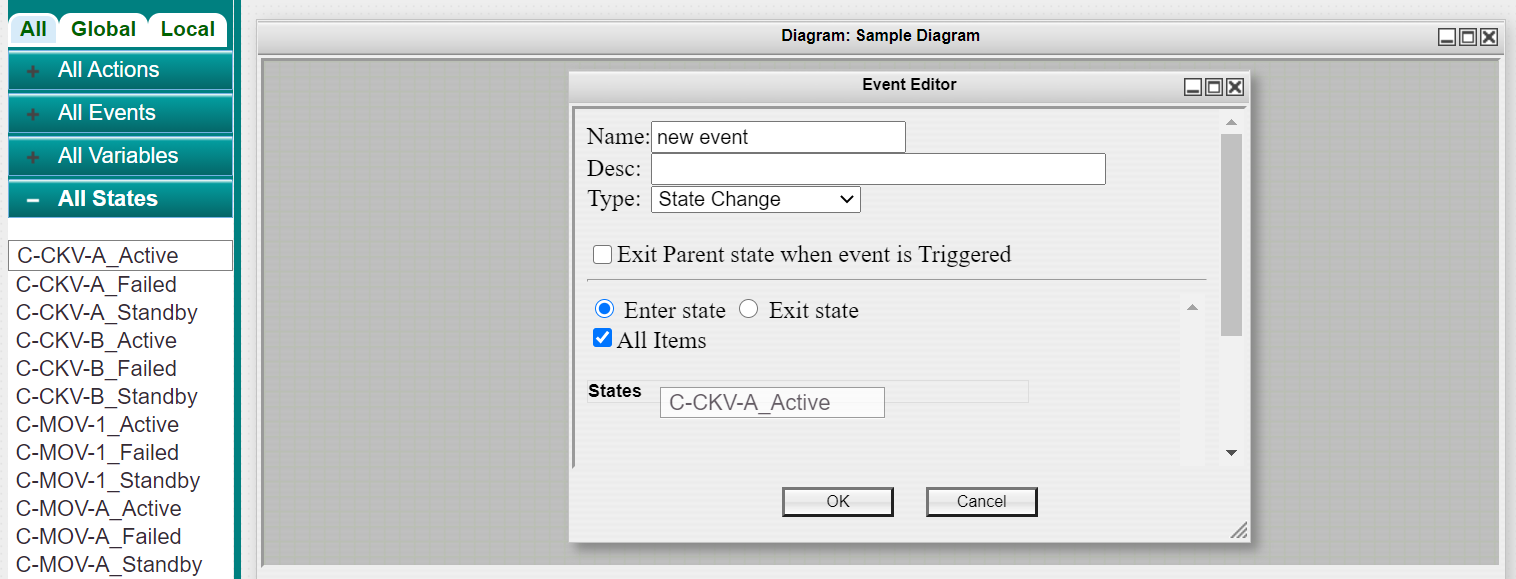 All Global Local
+ All Actions
+ All Events
+ All Variables
– All States
C-CKV-A_Active
C-CKV-A_Failed
C-CKV-A_Standby
C-CKV-B_Active
C-CKV-B_Failed
C-CKV-B_Standby
C-MOV-1_Active
C-MOV-1_Failed
C-MOV-1_Standby
C-MOV-A_Active
C-MOV-A_Failed
C-MOV-A_Standby
Diagram: Sample Diagram
Event Editor
Name: new event
Desc:
Type: State Change
Exit Parent state when event is Triggered
Enter state Exit state
All Items
States C-CKV-A_Active
OK Cancel